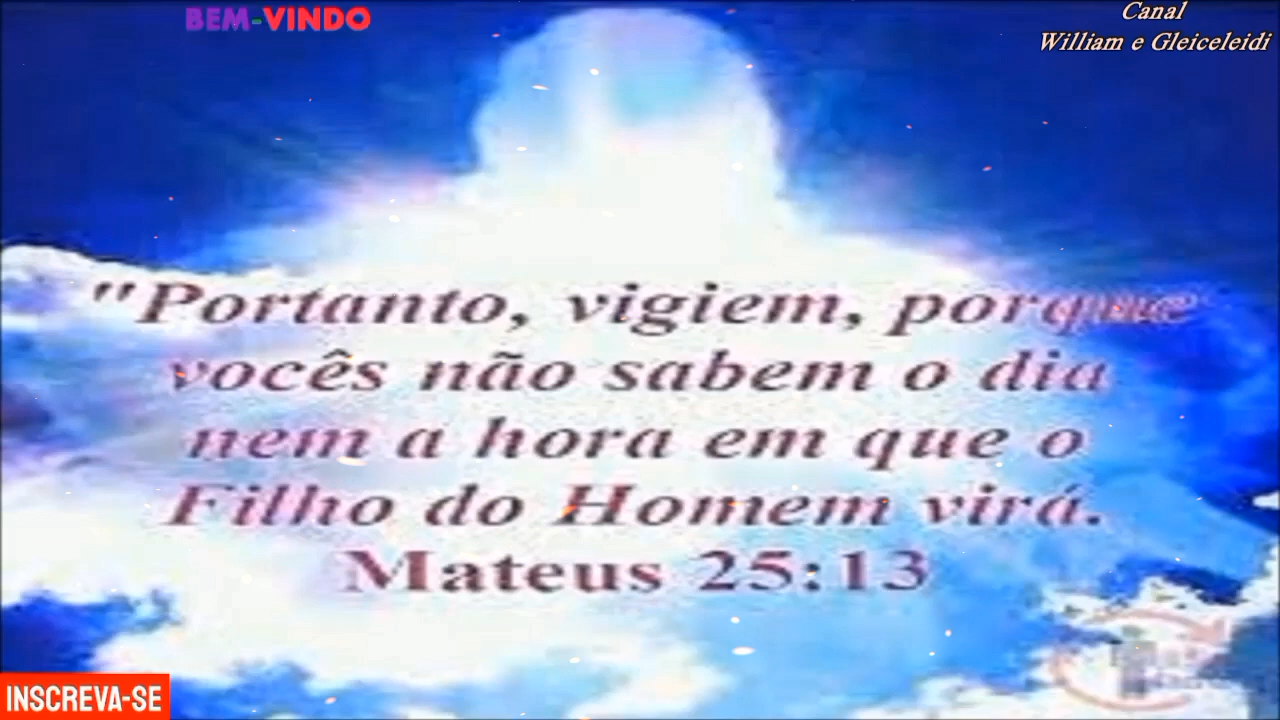 BEM-VINDO
Canal
William e Gleiceleidi
"Portanto, vigiem, porque
vocês não sabem o dia
nem a hora em que o
Filho do Homem virá.
Mateus 25:13
INSCREVA-SE